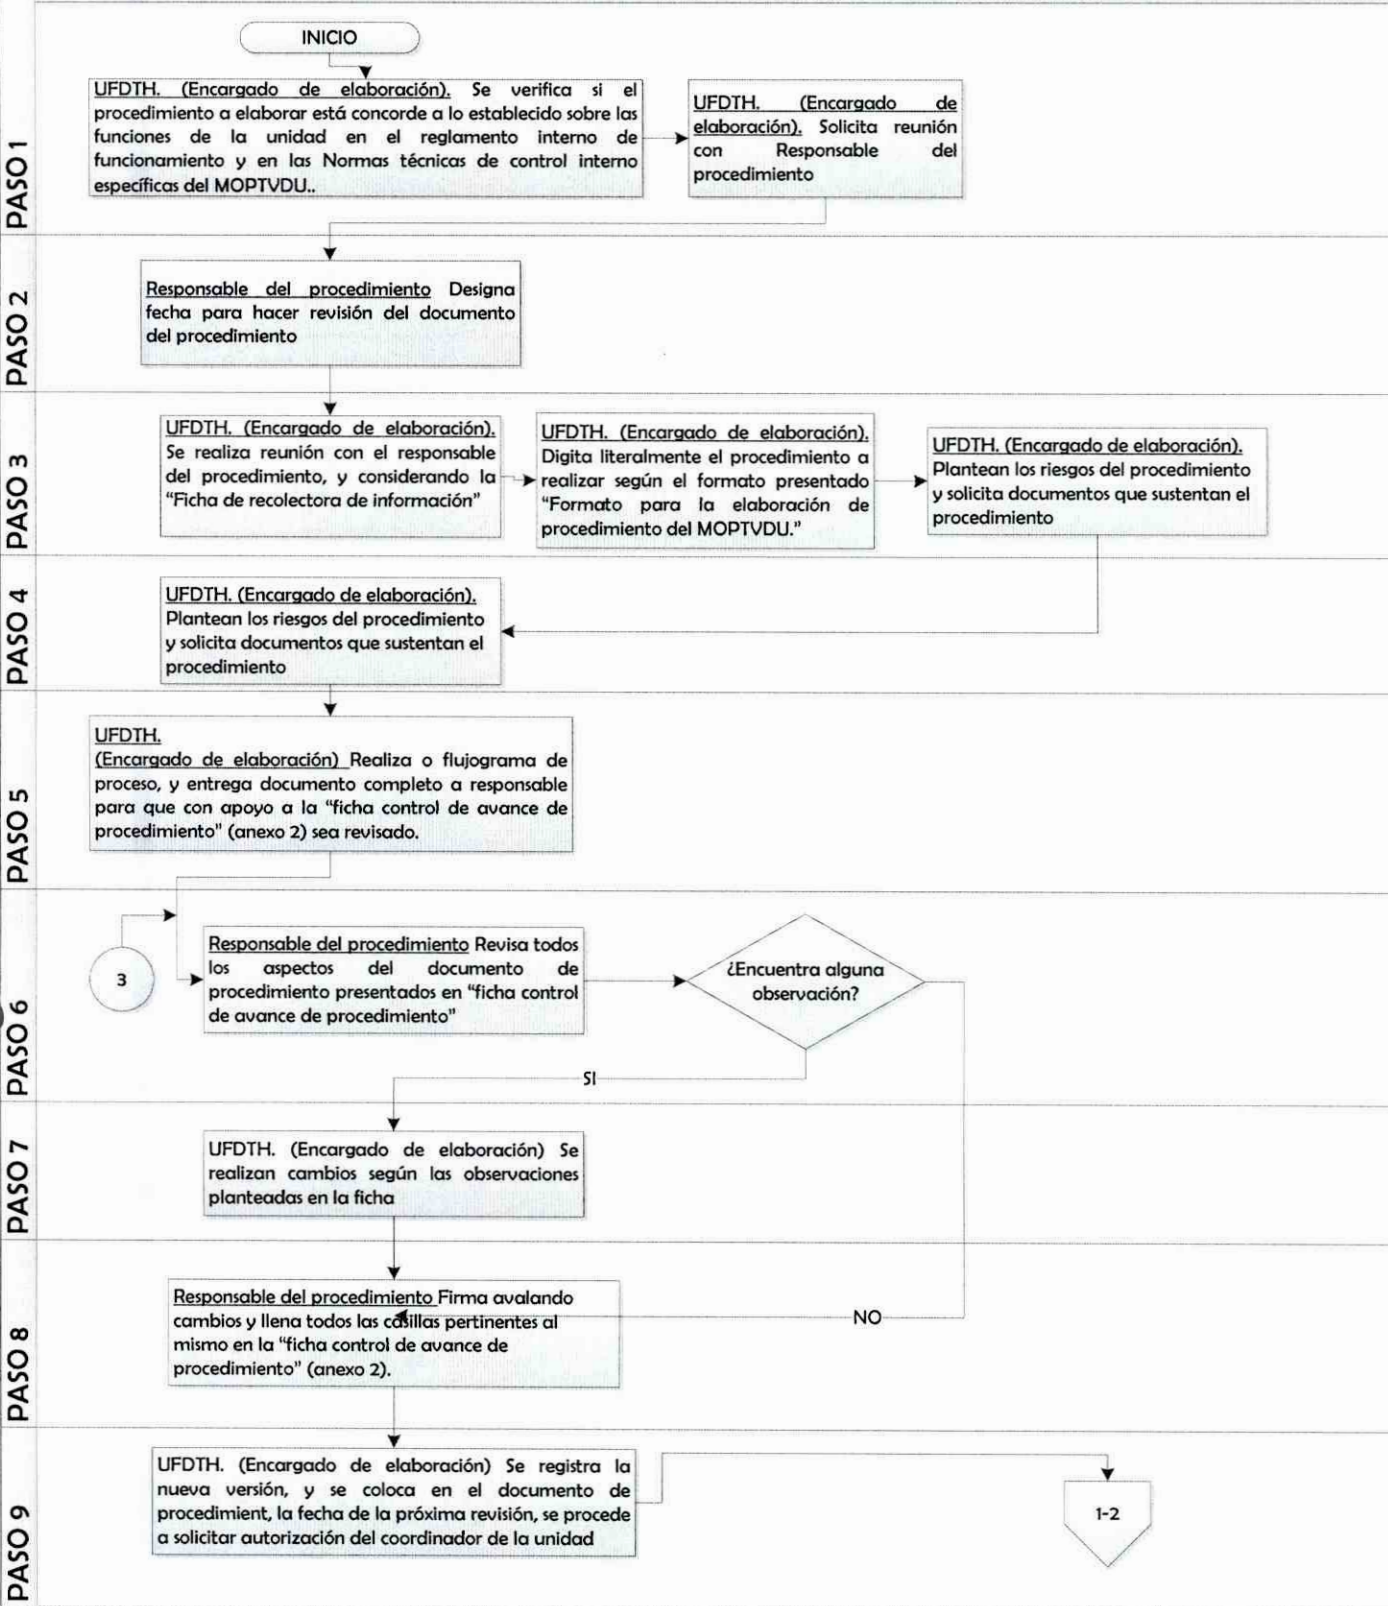 PASO 1
INICIO
UFDTH. (Encargado de elaboración). Se verifica si el
procedimiento a elaborar está concorde a lo establecido sobre las
funciones de la unidad en el reglamento interno de
funcionamiento y en las Normas técnicas de control interno
específicas del MOPTVDU..
UFDTH. (Encargado de
elaboración). Solicita reunión
con Responsable del
procedimiento
PASO 2
Responsable del procedimiento Designa
fecha para hacer revisión del documento
del procedimiento
PASO 3
UFDTH. (Encargado de elaboración).
Se realiza reunión con el responsable
del procedimiento, y considerando la
“Ficha de recolectora de información”
UFDTH. (Encargado de elaboración).
Digita literalmente el procedimiento a
realizar según el formato presentado
“Formato para la elaboración de
procedimiento del MOPTVDU.”
UFDTH. (Encargado de elaboración).
Plantean los riesgos del procedimiento
y solicita documentos que sustentan el
procedimiento
PASO 4
UFDTH. (Encargado de elaboración).
Plantean los riesgos del procedimiento
y solicita documentos que sustentan el
procedimiento
PASO 5
UFDTH.
(Encargado de elaboración) Realiza o flujograma de
proceso, y entrega documento completo a responsable
para que con apoyo a la “ficha control de avance de
procedimiento” (anexo 2) sea revisado.
PASO 6
3
Responsable del procedimiento Revisa todos
los aspectos del documento de
procedimiento presentados en “ficha control
de avance de procedimiento”
¿Encuentra alguna
observación?
SI
PASO 7
UFDTH. (Encargado de elaboración) Se
realizan cambios según las observaciones
planteadas en la ficha
PASO 8
Responsable del procedimiento Firma avalando
cambios y llena todos las casillas pertinentes al
mismo en la “ficha control de avance de
procedimiento” (anexo 2).
NO
PASO 9
UFDTH. (Encargado de elaboración) Se registra la
nueva versión, y se coloca en el documento de
procedimient, la fecha de la próxima revisión, se procede
a solicitar autorización del coordinador de la unidad
1-2